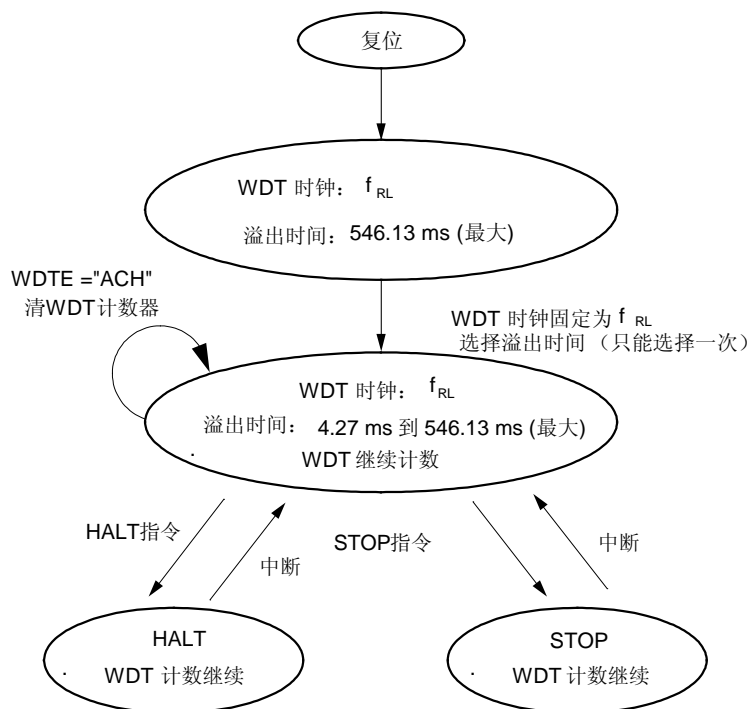 复位
WDT 时钟： f RL
溢出时间：546.13 ms (最大)
WDTE ="ACH"
清WDT计数器
WDT 时钟固定为 f RL
选择溢出时间（只能选择一次）
WDT 时钟： f RL
溢出时间： 4.27 ms 到 546.13 ms (最大)
WDT 继续计数
HALT指令
中断
STOP指令
中断
HALT
WDT 计数继续
STOP
WDT 计数继续